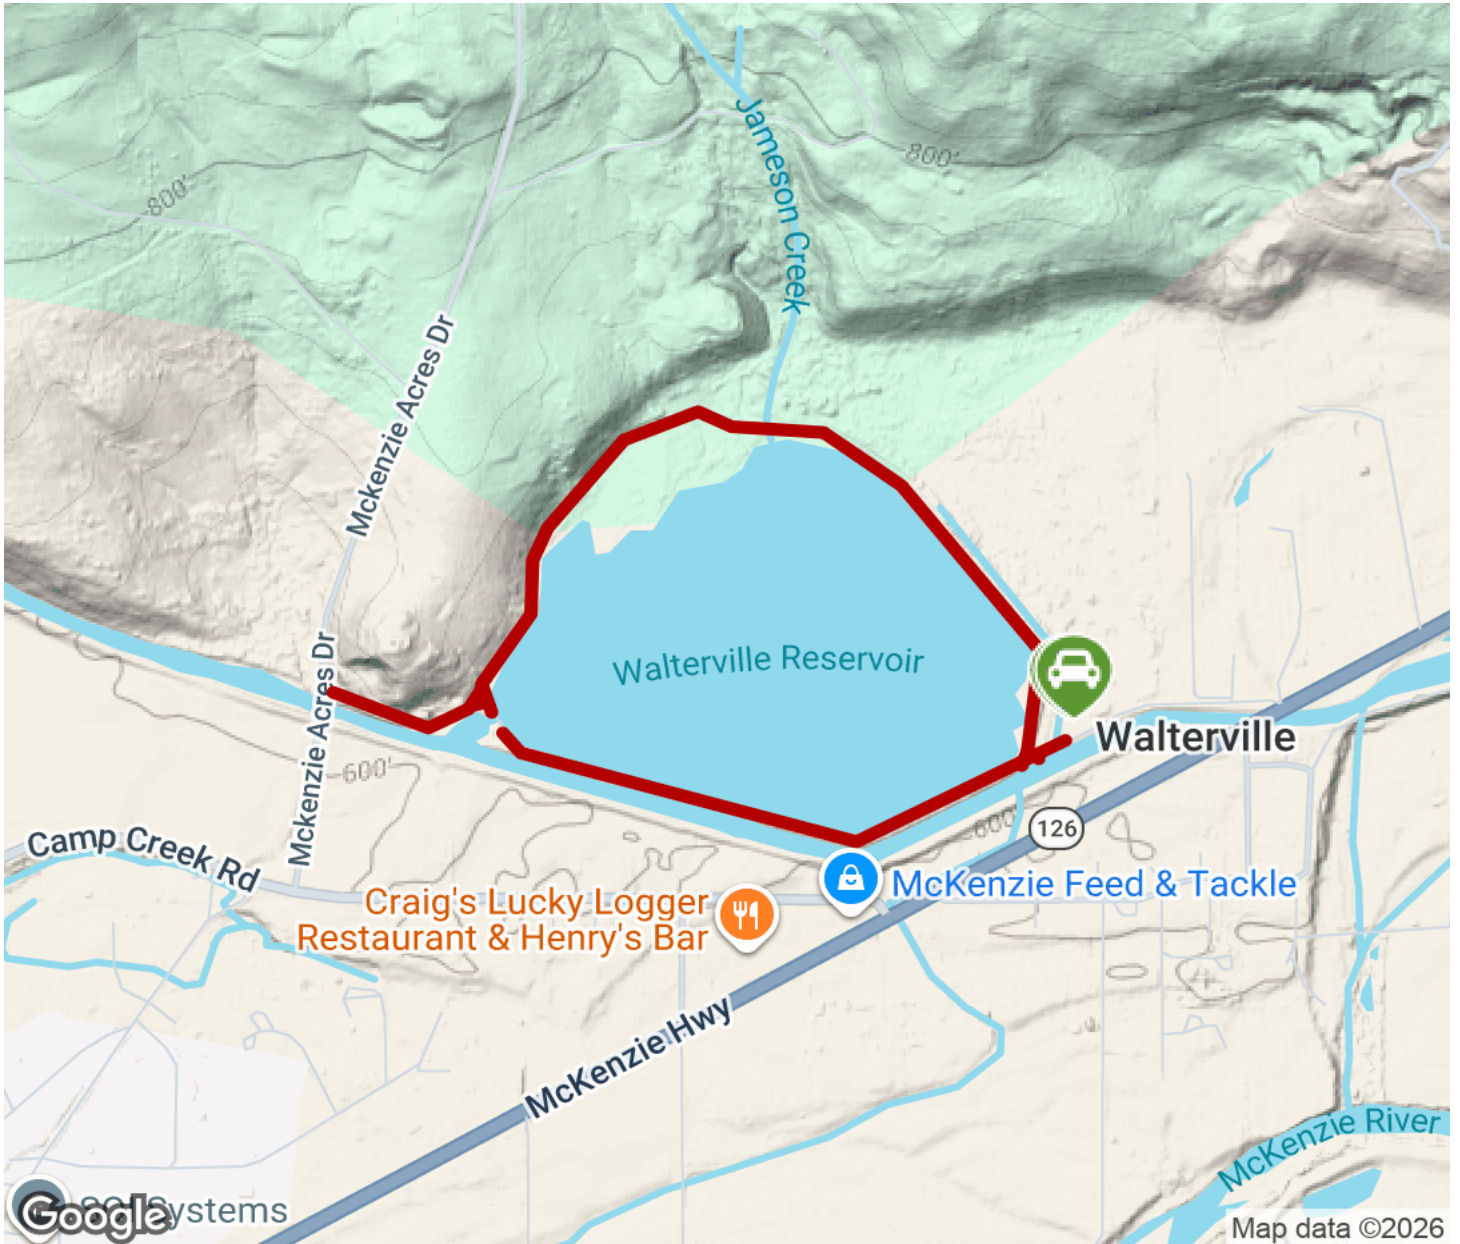 Jameson Creek
800'
800'
Mckenzie Acres Dr
Walterville Reservoir
Mckenzie Acres Dr
Walterville
600'
600'
126
Camp Creek Rd
McKenzie Feed & Tackle
Craig's Lucky Logger
Restaurant & Henry's Bar
McKenzie Hwy
McKenzie River
Systems
Google
Map data ©2026